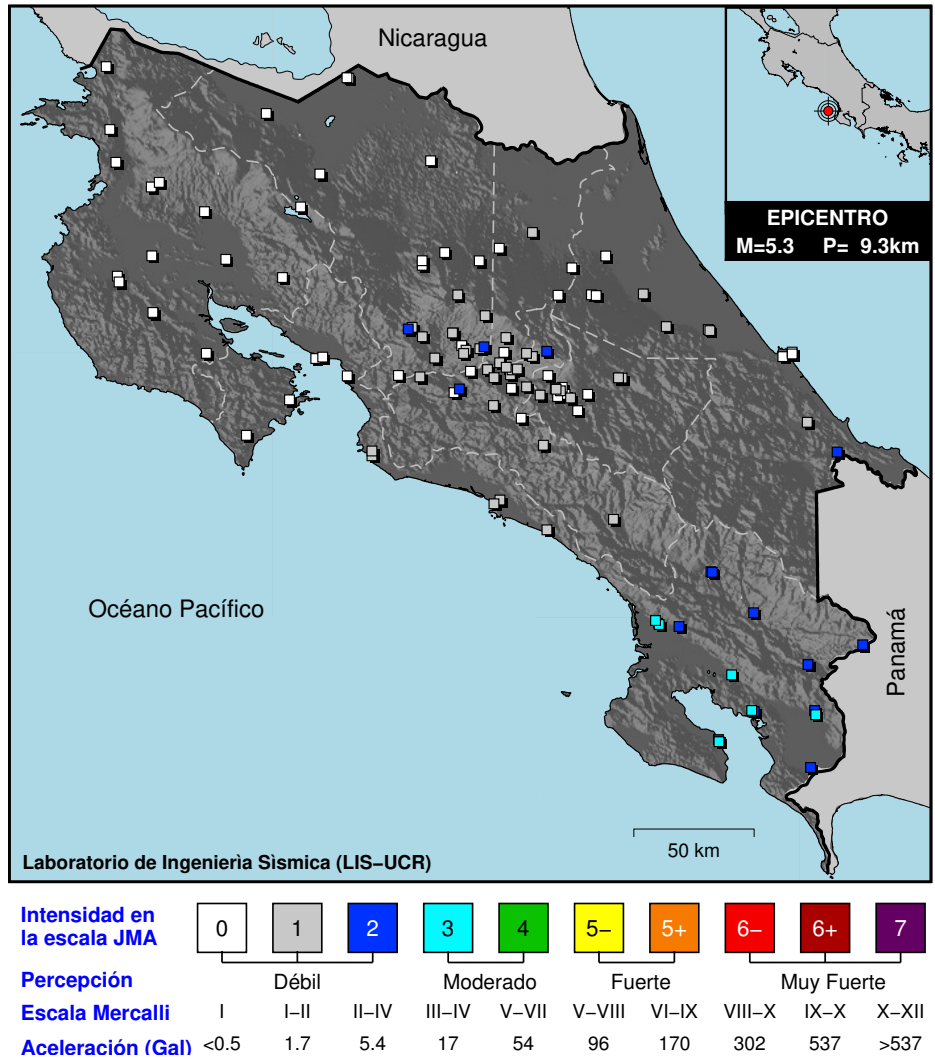 Nicaragua
EPICENTRO
M=5.3 P= 9.3km
Océano Pacífico
Panamá
50 km
Laboratorio de Ingenierìa Sìsmica (LIS–UCR)
Intensidad en
la escala JMA
0 1 2 3 4 5– 5+ 6– 6+ 7
Percepción Débil Moderado Fuerte Muy Fuerte
Escala Mercalli I I–II II–IV III–IV V–VII V–VIII VI–IX VIII–X IX–X X–XII
Aceleración (Gal) <0.5 1.7 5.4 17 54 96 170 302 537 >537